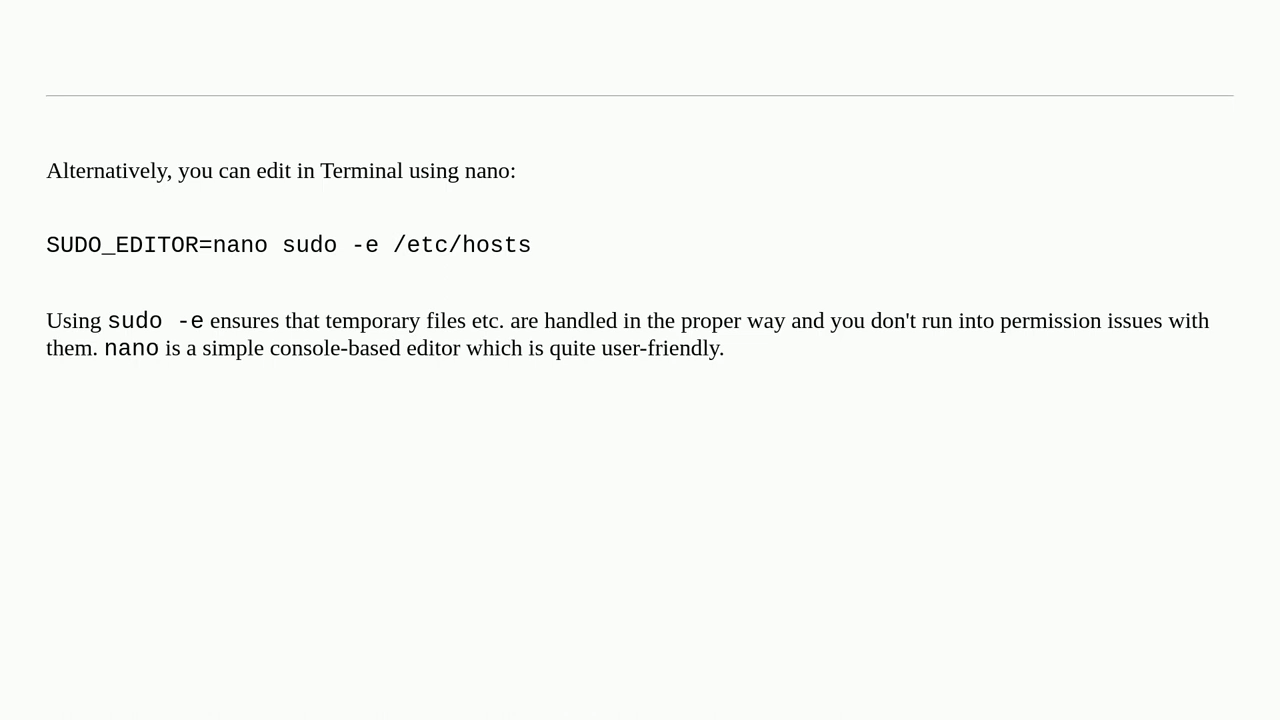 Alternatively, you can edit in Terminal using nano:
SUDO_EDITOR=nano sudo -e /etc/hosts
Using sudo -e ensures that temporary files etc. are handled in the proper way and you don't run into permission issues with
them. nano is a simple console-based editor which is quite user-friendly.